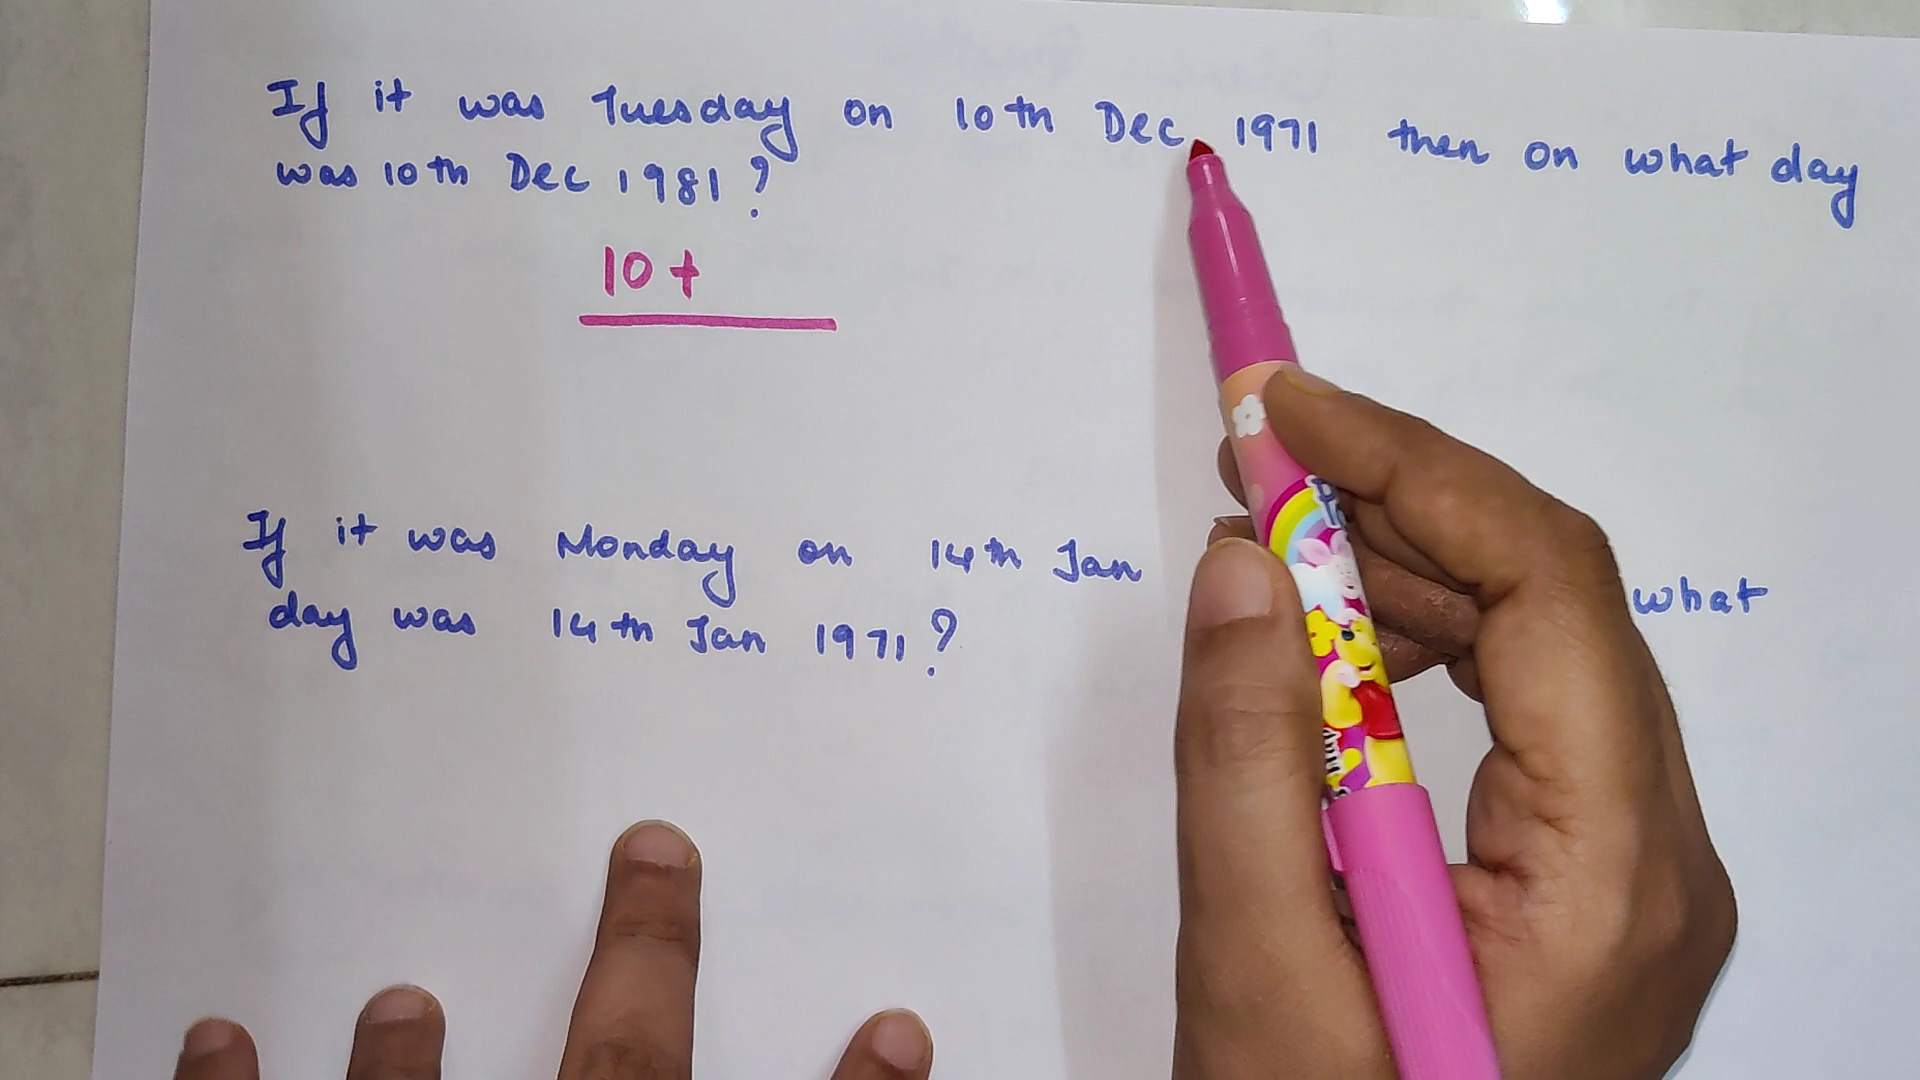 If it was Tuesday on 10th Dec 1971 then on what day
was 10th Dec 1981?
10 +
If it was Monday on 14th Jan what
day was 14th Jan 1971?